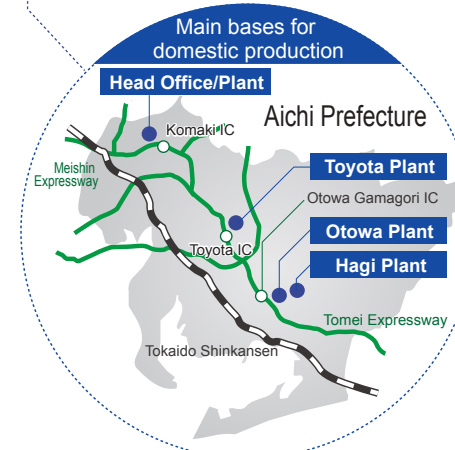 Main bases for
domestic production
Head Office/Plant
Aichi Prefecture
Komaki IC
Meishin
Expressway
Toyota Plant
Otowa Gamagori IC
Otowa Plant
Toyota IC
Hagi Plant
Tomei Expressway
Tokaido Shinkansen